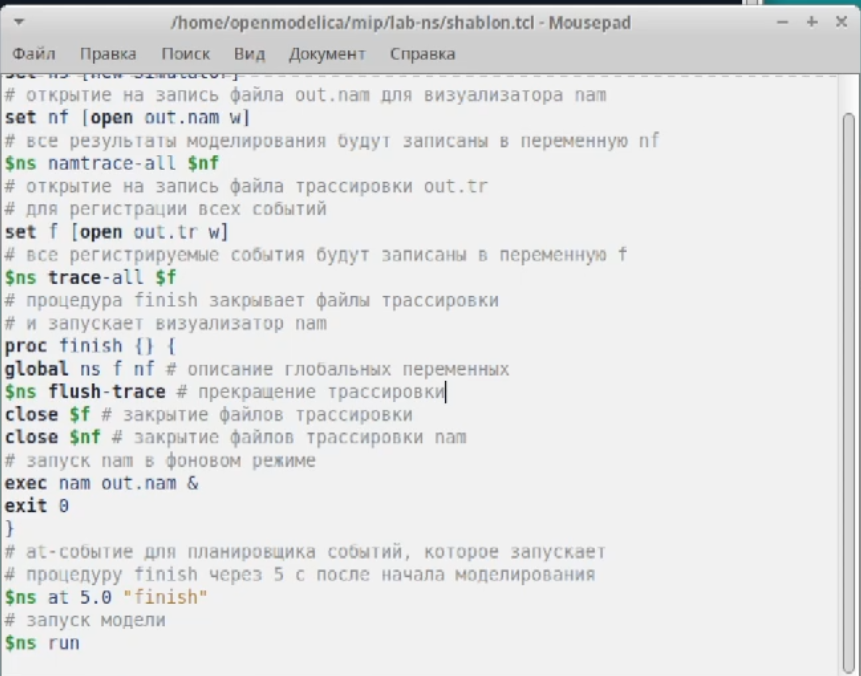 /home/openmodelica/mip/lab-ns/shablon.tcl - Mousepad
Файл Правка Поиск Вид Документ Справка
set ns [new Simulator]
# открытие на запись файла out.nam для визуализатора nam
set nf [open out.nam w]
# все результаты моделирования будут записаны в переменную nf
$ns namtrace-all $nf
# открытие на запись файла трассировки out.tr
# для регистрации всех событий
set f [open out.tr w]
# все регистрируемые события будут записаны в переменную f
$ns trace-all $f
# процедура finish закрывает файлы трассировки
# и запускает визуализатор nam
proc finish {} {
global ns f nf # описание глобальных переменных
$ns flush-trace # прекращение трассировки
close $f # закрытие файлов трассировки
close $nf # закрытие файлов трассировки nam
# запуск nam в фоновом режиме
exec nam out.nam &
exit 0
}
# at-событие для планировщика событий, которое запускает
# процедуру finish через 5 с после начала моделирования
$ns at 5.0 "finish"
# запуск модели
$ns run